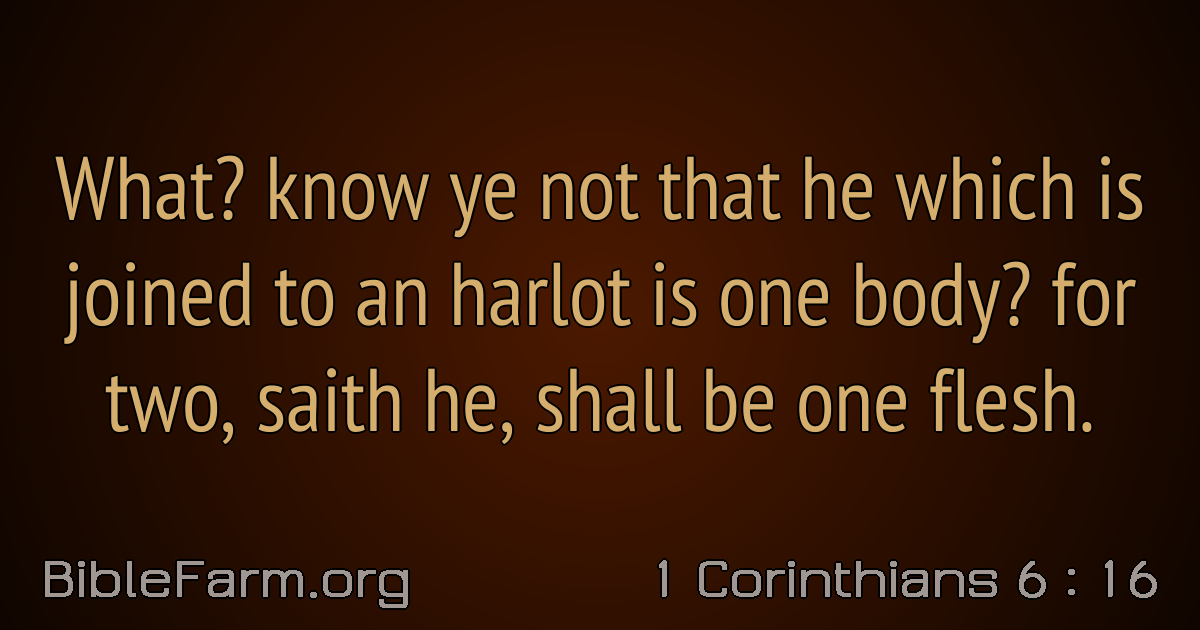 What? know ye not that he which is
joined to an harlot is one body? for
two, saith he, shall be one flesh.
BibleFarm.org
1 Corinthians 6 : 16